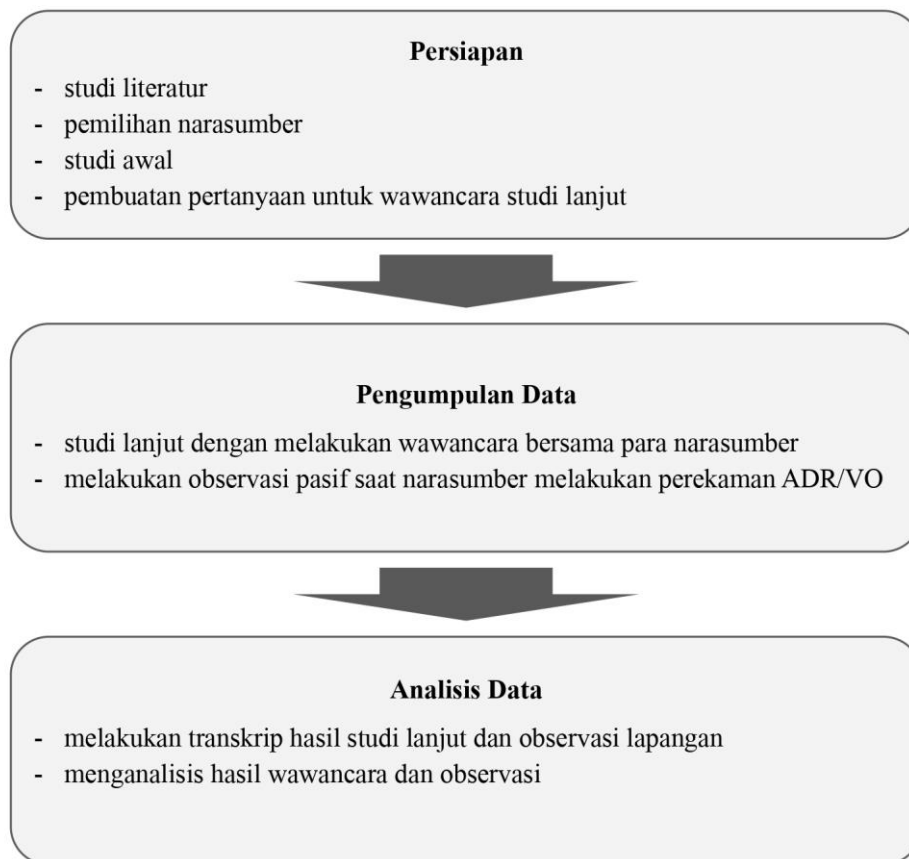 Persiapan
- studi literatur
- pemilihan narasumber
- studi awal
- pembuatan pertanyaan untuk wawancara studi lanjut
Pengumpulan Data
- studi lanjut dengan melakukan wawancara bersama para narasumber
- melakukan observasi pasif saat narasumber melakukan perekaman ADR/VO
Analisis Data
- melakukan transkrip hasil studi lanjut dan observasi lapangan
- menganalisis hasil wawancara dan observasi